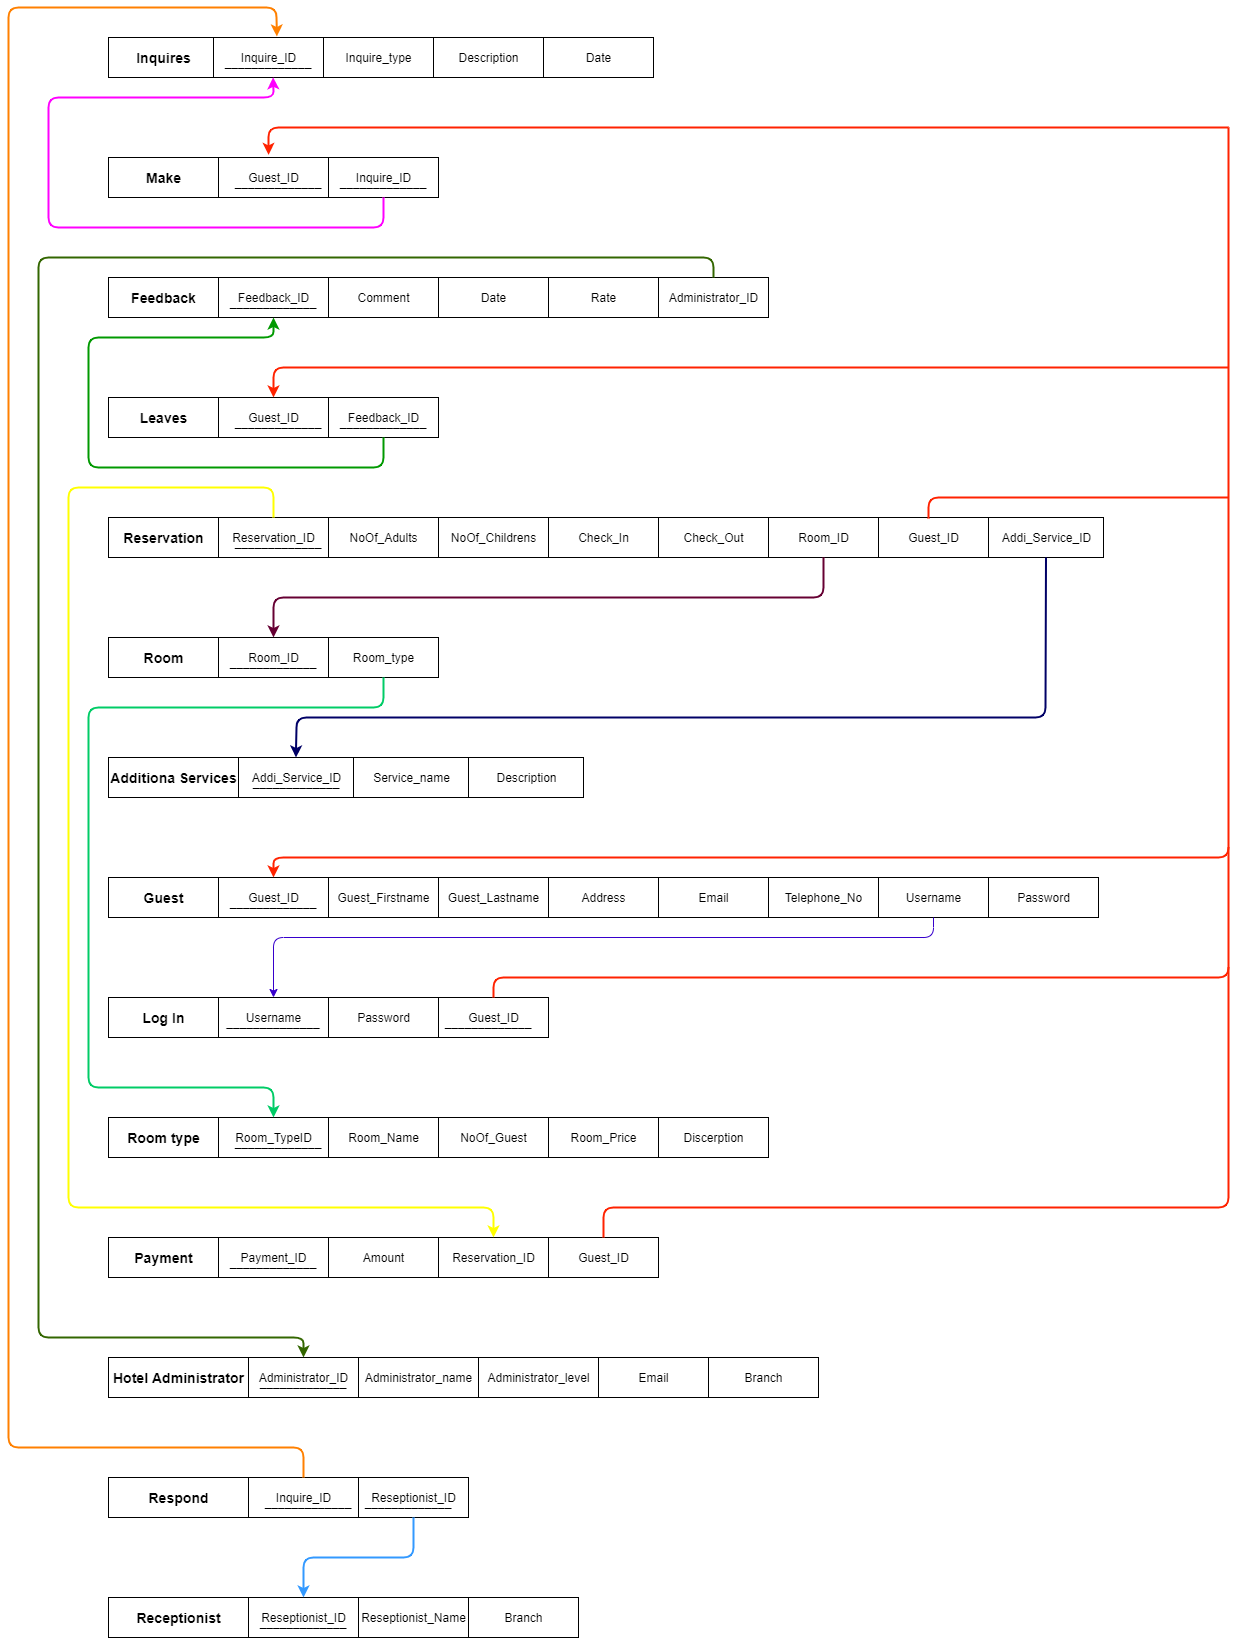 Inquires Inquire_ID Inquire_type Description Date
Make Guest_ID Inquire_ID
Feedback Feedback_ID Comment Date Rate Administrator_ID
Leaves Guest_ID Feedback_ID
Reservation Reservation_ID NoOf_Adults NoOf_Childrens Check_In Check_Out Room_ID Guest_ID Addi_Service_ID
Room Room_ID Room_type
Additiona Services Addi_Service_ID Service_name Description
Guest Guest_ID Guest_Firstname Guest_Lastname Address Email Telephone_No Username Password
Log In Username Password Guest_ID
Room type Room_TypeID Room_Name NoOf_Guest Room_Price Discerption
Payment Payment_ID Amount Reservation_ID Guest_ID
Hotel Administrator Administrator_ID Administrator_name Administrator_level Email Branch
Respond Inquire_ID Reseptionist_ID
Receptionist Reseptionist_ID Reseptionist_Name Branch